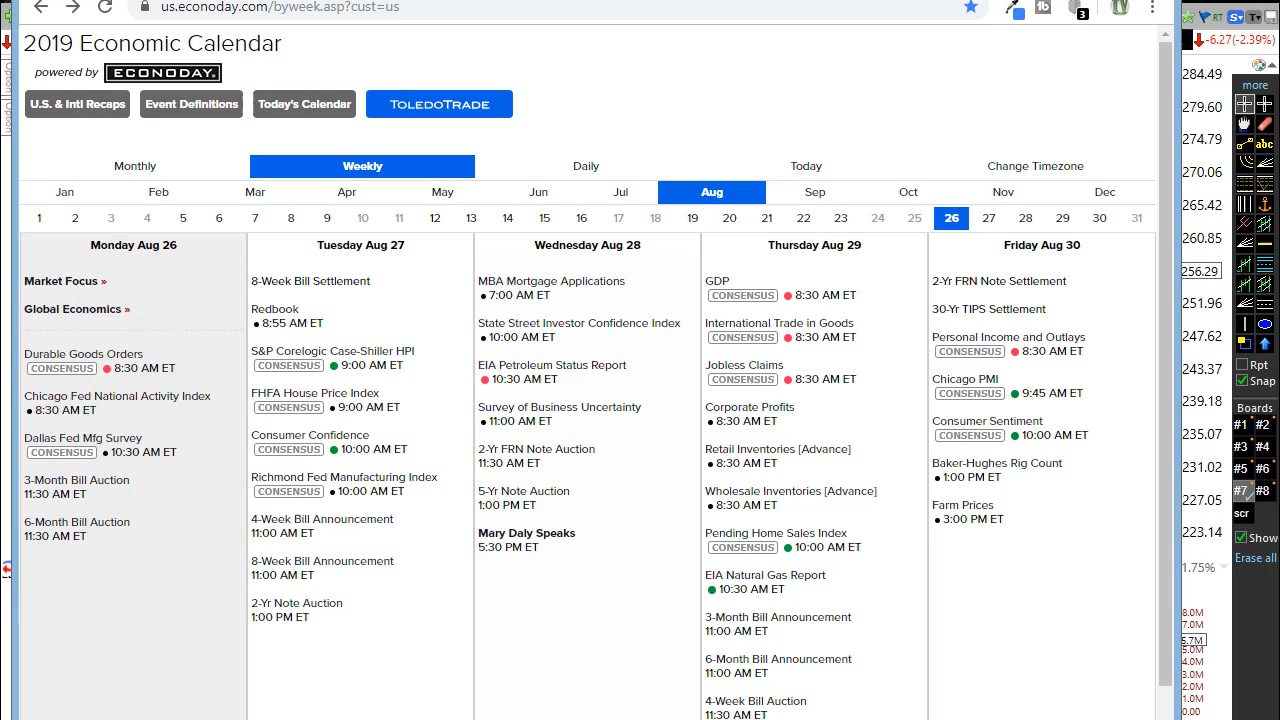 us.econoday.com/byweek.asp?cust=us
2019 Economic Calendar
powered by ECONODAY.
U.S. & Intl Recaps Event Definitions Today's Calendar TOLEDOTRADE
Monthly Weekly Daily Today Change Timezone
Jan Feb Mar Apr May Jun Jul Aug Sep Oct Nov Dec
1 2 3 4 5 6 7 8 9 10 11 12 13 14 15 16 17 18 19 20 21 22 23 24 25 26 27 28 29 30 31
Monday Aug 26
Market Focus »
Global Economics »
Durable Goods Orders
CONSENSUS 8:30 AM ET
Chicago Fed National Activity Index
8:30 AM ET
Dallas Fed Mfg Survey
CONSENSUS 10:30 AM ET
3-Month Bill Auction
11:30 AM ET
6-Month Bill Auction
11:30 AM ET
Tuesday Aug 27
8-Week Bill Settlement
Redbook
8:55 AM ET
S&P Corelogic Case-Shiller HPI
CONSENSUS 9:00 AM ET
FHFA House Price Index
CONSENSUS 9:00 AM ET
Consumer Confidence
CONSENSUS 10:00 AM ET
Richmond Fed Manufacturing Index
CONSENSUS 10:00 AM ET
4-Week Bill Announcement
11:00 AM ET
8-Week Bill Announcement
11:00 AM ET
2-Yr Note Auction
1:00 PM ET
Wednesday Aug 28
MBA Mortgage Applications
7:00 AM ET
State Street Investor Confidence Index
10:00 AM ET
EIA Petroleum Status Report
10:30 AM ET
Survey of Business Uncertainty
11:00 AM ET
2-Yr FRN Note Auction
11:30 AM ET
5-Yr Note Auction
1:00 PM ET
Mary Daly Speaks
5:30 PM ET
Thursday Aug 29
GDP
CONSENSUS 8:30 AM ET
International Trade in Goods
CONSENSUS 8:30 AM ET
Jobless Claims
CONSENSUS 8:30 AM ET
Corporate Profits
8:30 AM ET
Retail Inventories [Advance]
8:30 AM ET
Wholesale Inventories [Advance]
8:30 AM ET
Pending Home Sales Index
CONSENSUS 10:00 AM ET
EIA Natural Gas Report
10:30 AM ET
3-Month Bill Announcement
11:00 AM ET
6-Month Bill Announcement
11:00 AM ET
4-Week Bill Auction
11:30 AM ET
Friday Aug 30
2-Yr FRN Note Settlement
30-Yr TIPS Settlement
Personal Income and Outlays
CONSENSUS 8:30 AM ET
Chicago PMI
CONSENSUS 9:45 AM ET
Consumer Sentiment
CONSENSUS 10:00 AM ET
Baker-Hughes Rig Count
1:00 PM ET
Farm Prices
3:00 PM ET
RT S T
-6.27(-2.39%)
284.49
279.60
274.79
270.06
265.42
260.85
256.29
251.96
247.62
243.37
239.18
235.07
231.02
227.05
223.14
1.75%
8.0M
7.0M
5.7M
5.0M
4.0M
3.0M
2.0M
1.0M
0.00
more
abc
Rpt
Snap
Boards
#1 #2
#3 #4
#5 #6
#7 #8
scr
Show
Erase all
3